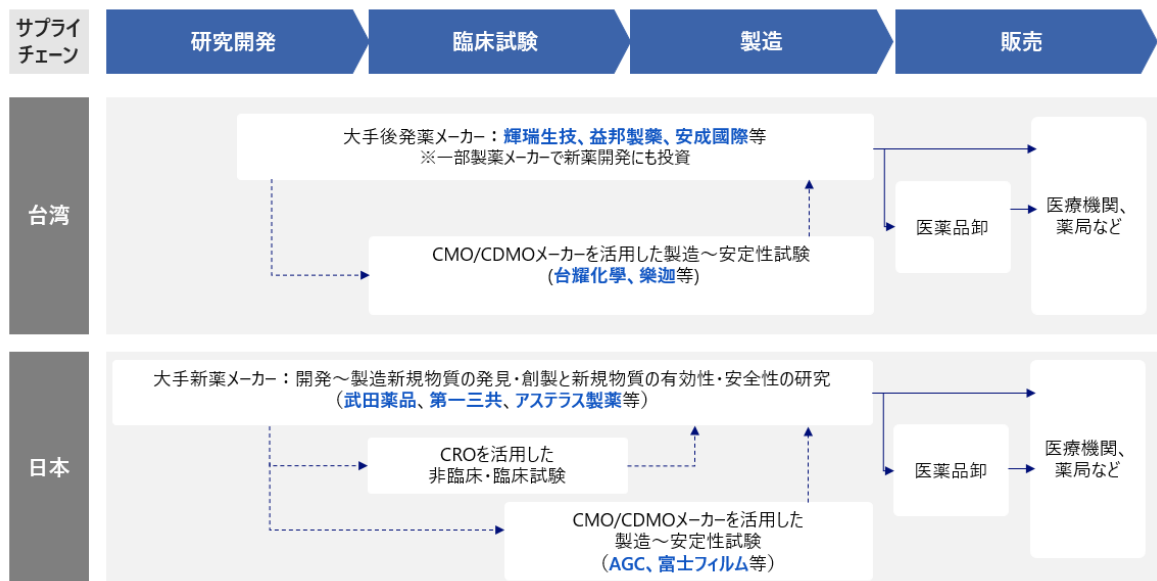 サプライ
チェーン
研究開発
臨床試験
製造
販売
台湾
大手後発薬メーカー：輝瑞生技、益邦製藥、安成國際等
※一部製薬メーカーで新薬開発にも投資
CMO/CDMOメーカーを活用した製造～安定性試験
(台耀化學、樂迦等)
医薬品卸
医療機関、
薬局など
日本
大手新薬メーカー：開発～製造新規物質の発見・創製と新規物質の有効性・安全性の研究
（武田薬品、第一三共、アステラス製薬等）
CROを活用した
非臨床・臨床試験
CMO/CDMOメーカーを活用した
製造～安定性試験
（AGC、富士フィルム等）
医薬品卸
医療機関、
薬局など